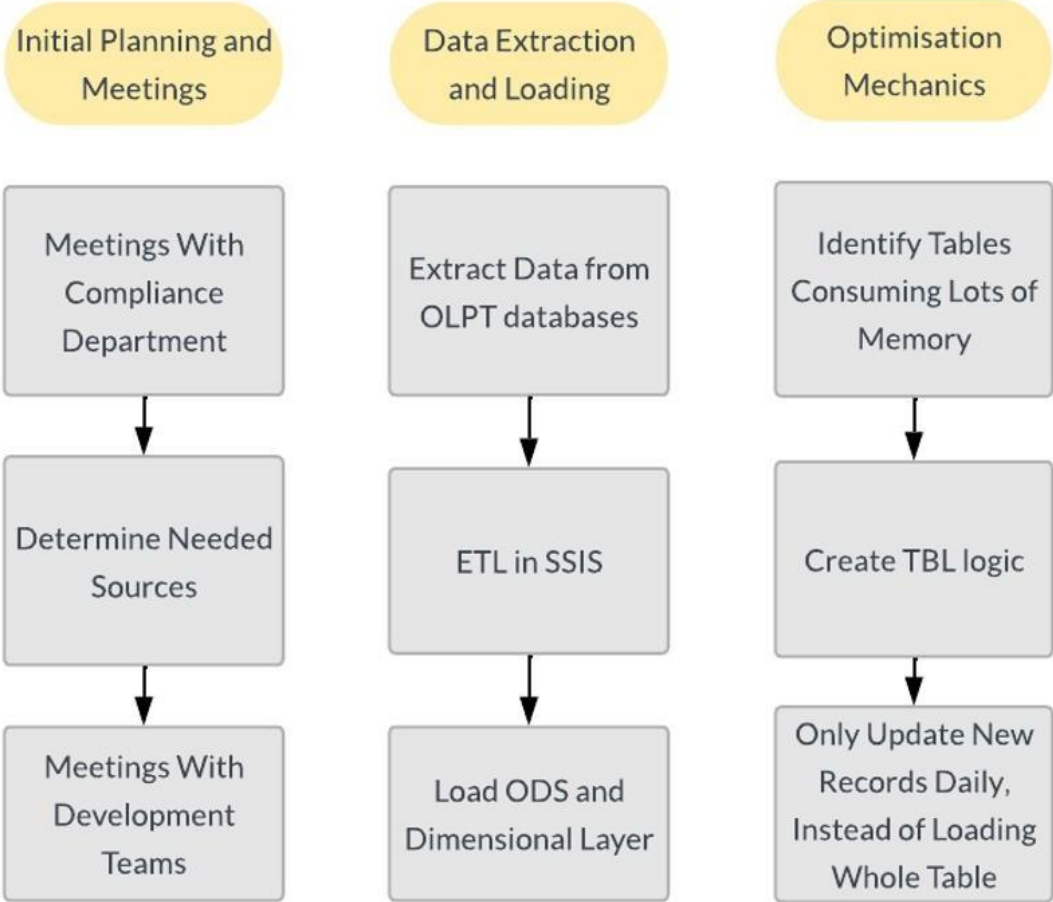 Initial Planning and
Meetings
Meetings With
Compliance
Department
Determine Needed
Sources
Meetings With
Development
Teams
Data Extraction
and Loading
Extract Data from
OLPT databases
ETL in SSIS
Load ODS and
Dimensional Layer
Optimisation
Mechanics
Identify Tables
Consuming Lots of
Memory
Create TBL logic
Only Update New
Records Daily,
Instead of Loading
Whole Table